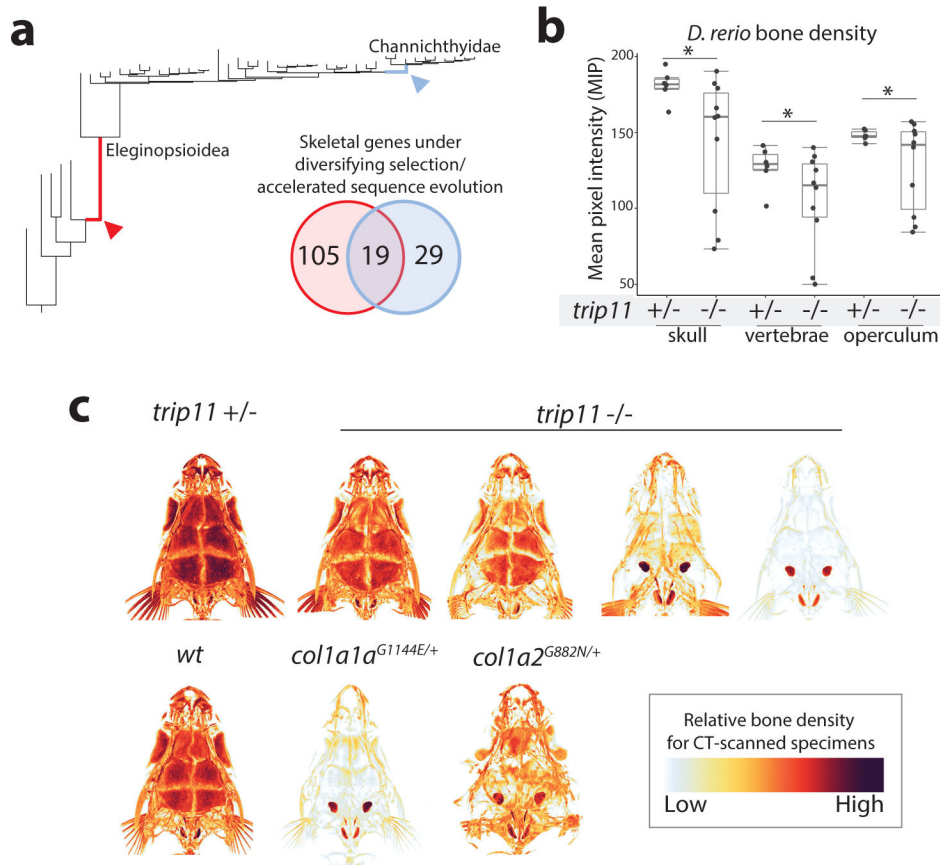 a
Channichthyidae
Eleginopsioidea
Skeletal genes under
diversifying selection/
accelerated sequence evolution
105 19 29
b
D. rerio bone density
Mean pixel intensity (MIP)
200
150
100
50
* * *
trip11 +/- -/- +/- -/- +/- -/-
skull vertebrae operculum
c
trip11 +/- trip11 -/-
wt col1a1a^G1144E/+ col1a2^G882N/+
Relative bone density
for CT-scanned specimens
Low High